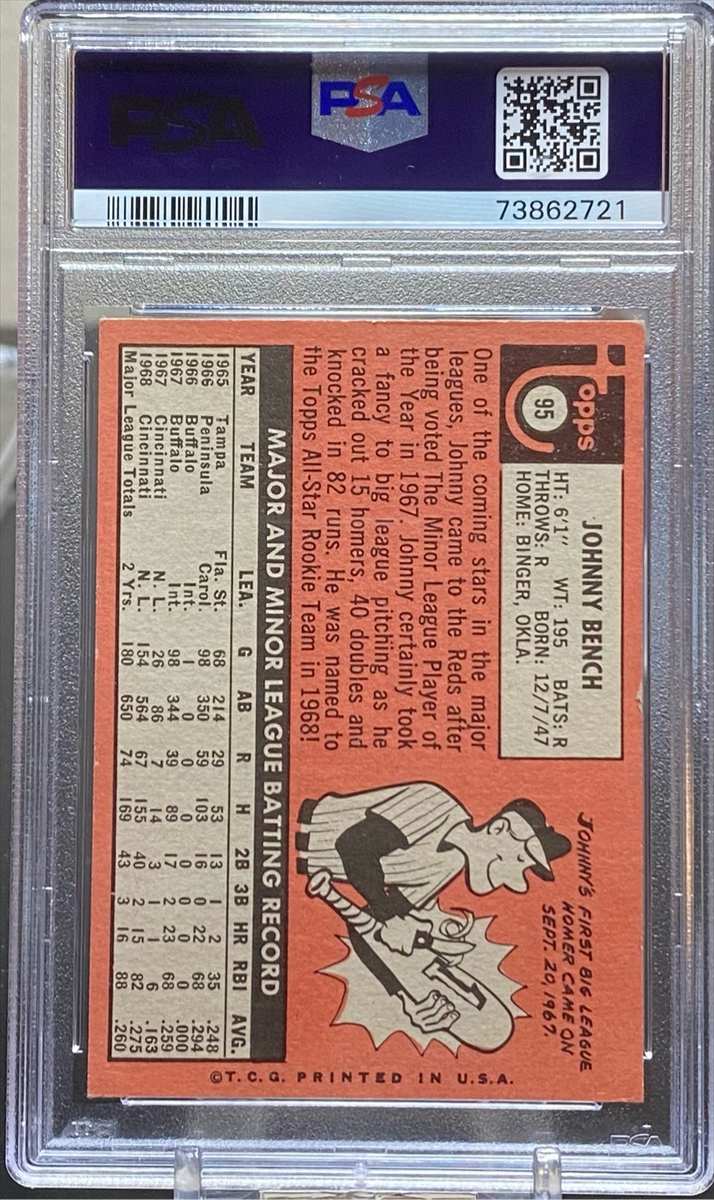 PSA
PSA
73862721
Topps
95
JOHNNY BENCH
HT: 6'1" WT: 195 BATS: R
THROWS: R BORN: 12/7/47
HOME: BINGER, OKLA.
One of the coming stars in the major
leagues, Johnny came to the Reds after
being voted The Minor League Player of
the Year in 1967. Johnny certainly took
a fancy to big league pitching as he
cracked out 15 homers, 40 doubles and
knocked in 82 runs. He was named to
the Topps All-Star Rookie Team in 1968!
JOHNNY'S FIRST BIG LEAGUE
HOMER CAME ON
SEPT. 20, 1967.
1
MAJOR AND MINOR LEAGUE BATTING RECORD
YEAR TEAM LEA. G AB R H 2B 3B HR RBI AVG.
1965 Tampa Fla. St. 68 214 29 53 13 1 2 35 .248
1966 Peninsula Carol. 98 350 59 103 16 0 22 68 .294
1966 Buffalo Int. 1 0 0 0 0 0 0 0 .000
1967 Buffalo Int. 98 344 39 89 17 2 23 68 .259
1967 Cincinnati N. L. 26 86 7 14 3 1 1 6 .163
1968 Cincinnati N. L. 154 564 67 155 40 2 15 82 .275
Major League Totals 2 Yrs. 180 650 74 169 43 3 16 88 .260
©T.C.G. PRINTED IN U.S.A.
PSA